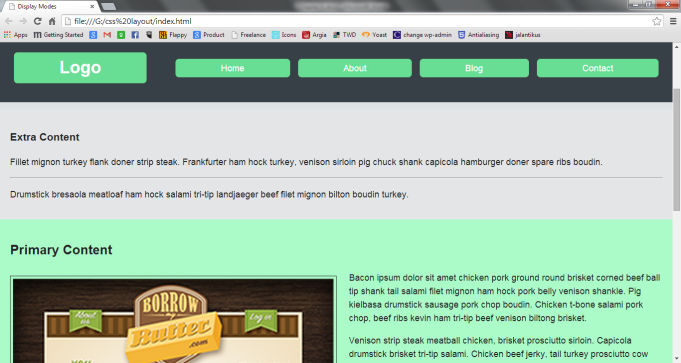 Display Modes
file:///G:/css%20layout/index.html
Apps Getting Started Flappy Product Freelance Icons Argia TWD Yoast change wp-admin Antialiasing jalantikus
Logo Home About Blog Contact
Extra Content
Fillet mignon turkey flank doner strip steak. Frankfurter ham hock turkey, venison sirloin pig chuck shank capicola hamburger doner spare ribs boudin.
Drumstick bresaola meatloaf ham hock salami tri-tip landjaeger beef filet mignon bilton boudin turkey.
Primary Content
Bacon ipsum dolor sit amet chicken pork ground round brisket corned beef ball
tip shank tail salami filet mignon ham hock pork belly venison shankle. Pig
kielbasa drumstick sausage pork chop boudin. Chicken t-bone salami pork
chop, beef ribs kevin ham tri-tip beef venison biltong brisket.
Venison strip steak meatball chicken, brisket prosciutto sirloin. Capicola
drumstick brisket tri-tip salami. Chicken beef jerky, tail turkey prosciutto cow
About
us
BORROW
my
Butter
.com
Log in